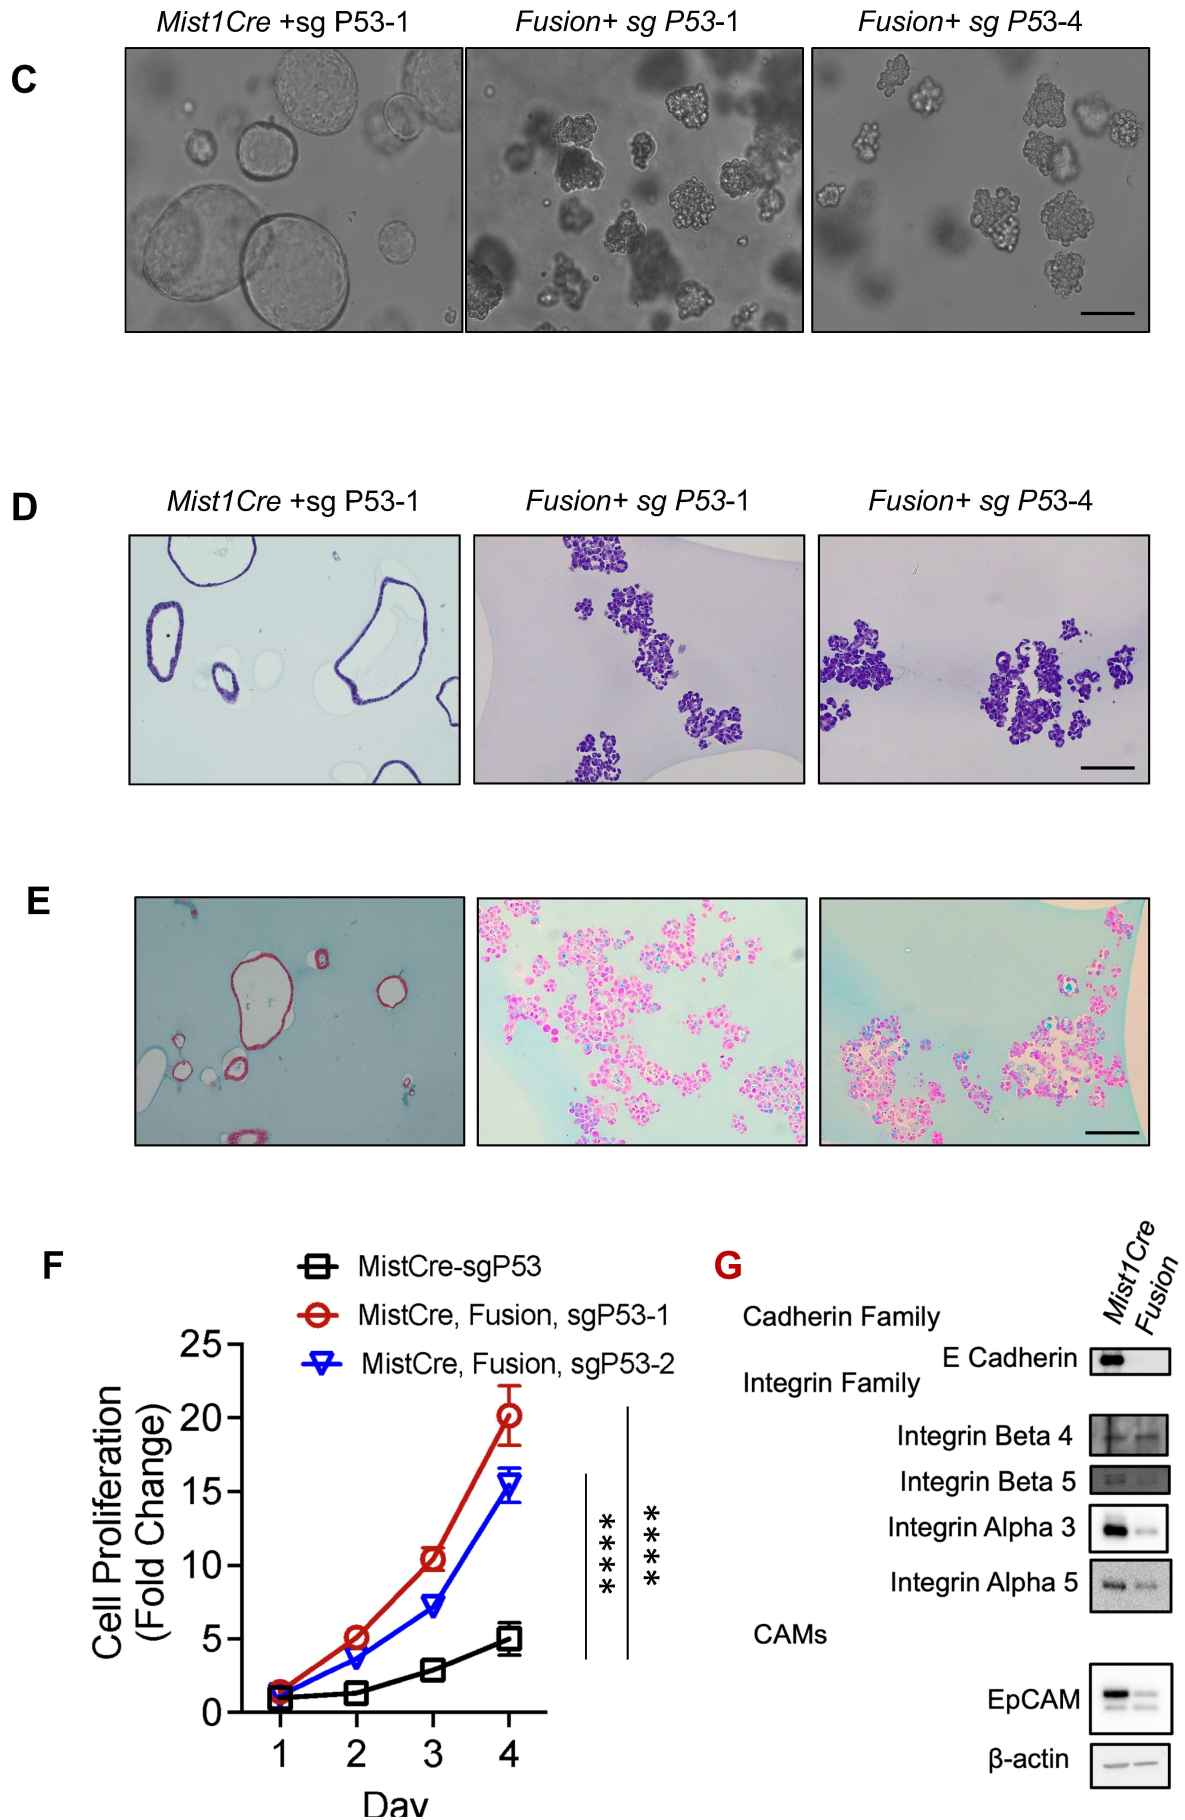 C
Mist1Cre +sg P53-1
Fusion+ sg P53-1
Fusion+ sg P53-4
D
Mist1Cre +sg P53-1
Fusion+ sg P53-1
Fusion+ sg P53-4
E
F
MistCre-sgP53
MistCre, Fusion, sgP53-1
MistCre, Fusion, sgP53-2
Cell Proliferation
(Fold Change)
25
20
15
10
5
0
1 2 3 4
Day
****
****
G
Mist1Cre
Fusion
Cadherin Family
E Cadherin
Integrin Family
Integrin Beta 4
Integrin Beta 5
Integrin Alpha 3
Integrin Alpha 5
CAMs
EpCAM
β-actin